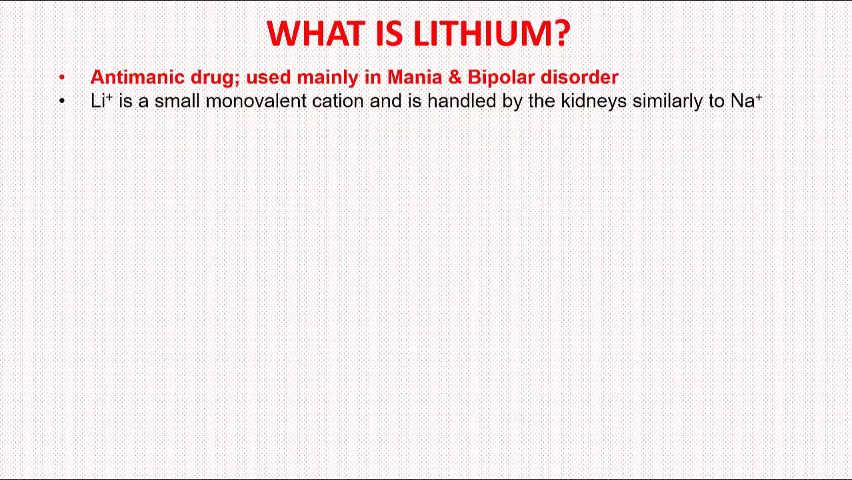 WHAT IS LITHIUM?
• Antimanic drug; used mainly in Mania & Bipolar disorder
• Li⁺ is a small monovalent cation and is handled by the kidneys similarly to Na⁺